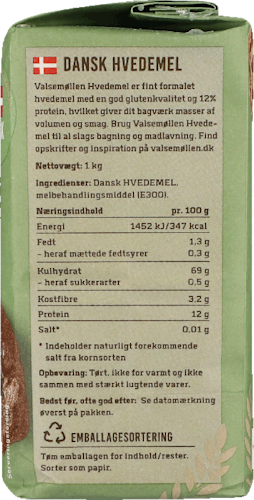 DANSK HVEDEMEL
Valsemøllen Hvedemel er fint formalet
hvedemel med en god glutenkvalitet og 12%
protein, hvilket giver dit bagværk masser af
volumen og smag. Brug Valsemøllen Hvede-
mel til al slags bagning og madlavning. Find
opskrifter og inspiration på valsemøllen.dk
Nettovægt: 1 kg
Ingredienser: Dansk HVEDEMEL,
melbehandlingsmiddel (E300).
Næringsindhold pr. 100 g
Energi 1452 kJ/347 kcal
Fedt 1,3 g
- heraf mættede fedtsyrer 0,3 g
Kulhydrat 69 g
- heraf sukkerarter 0,5 g
Kostfibre 3,2 g
Protein 12 g
Salt* 0,01 g
* Indeholder naturligt forekommende
salt fra kornsorten
Opbevaring: Tørt, ikke for varmt og ikke
sammen med stærkt lugtende varer.
Bedst før, ofte god efter: Se datomærkning
øverst på pakken.
EMBALLAGESORTERING
Tøm emballagen for indhold/rester.
Sorter som papir.
Serveringsforslag